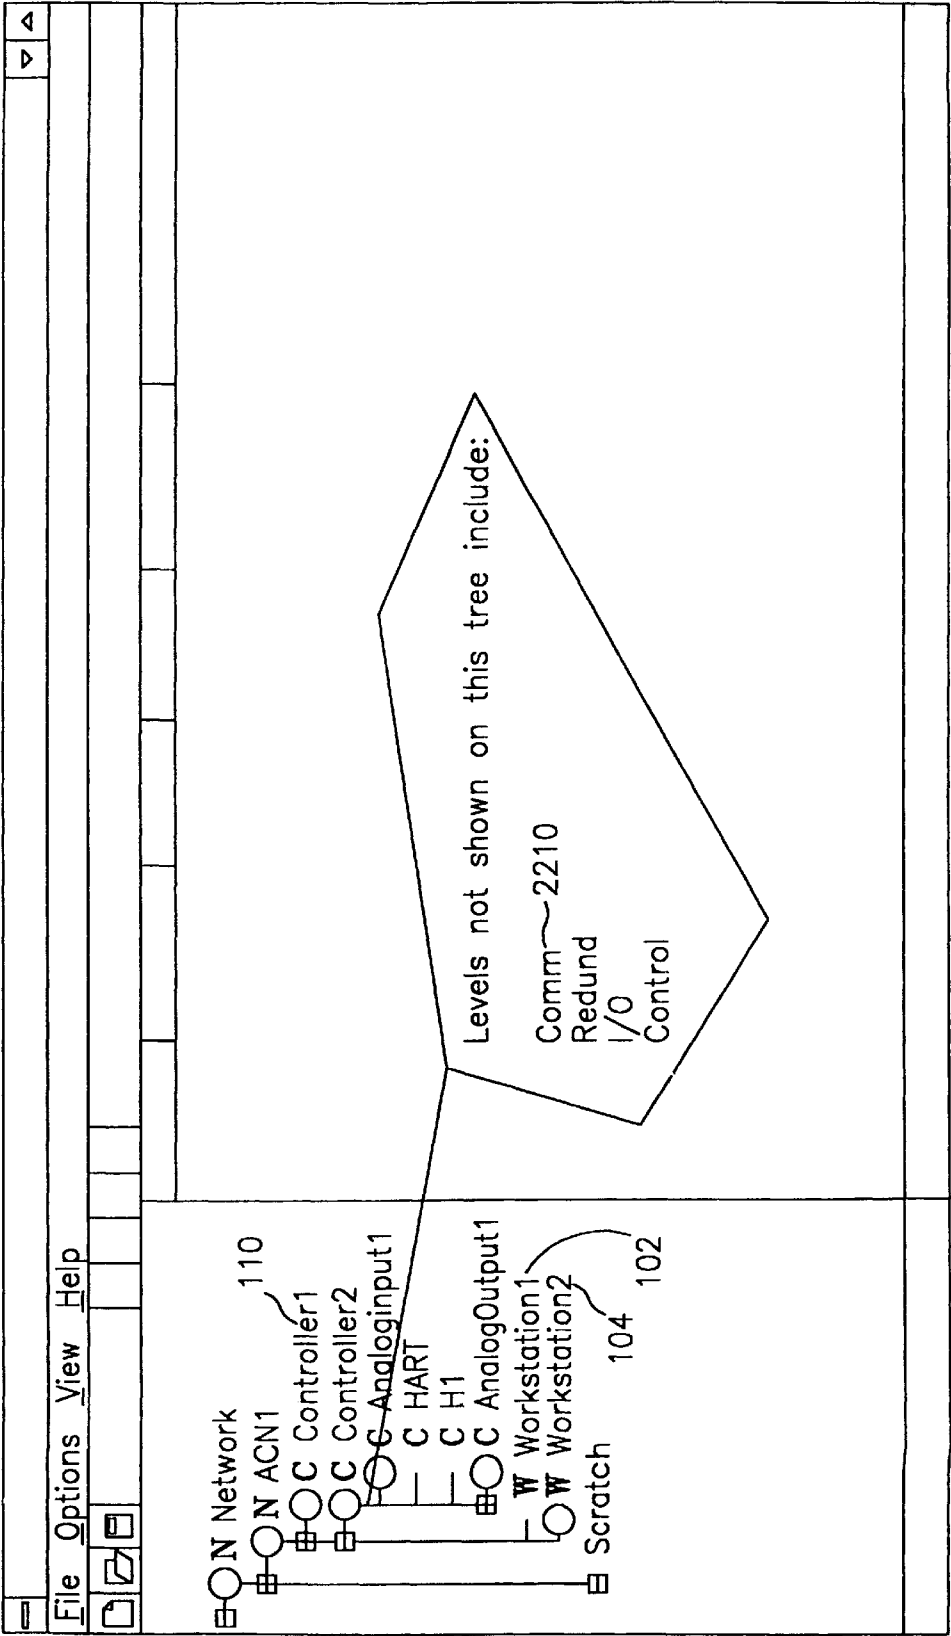 File Options View Help
N Network
N ACN1
C Controller1
110
C Controller2
C Analoginput1
C HART
C H1
C AnalogOutput1
W Workstation1
102
W Workstation2
104
Scratch
Levels not shown on this tree include:
Comm 2210
Redund
I/O
Control